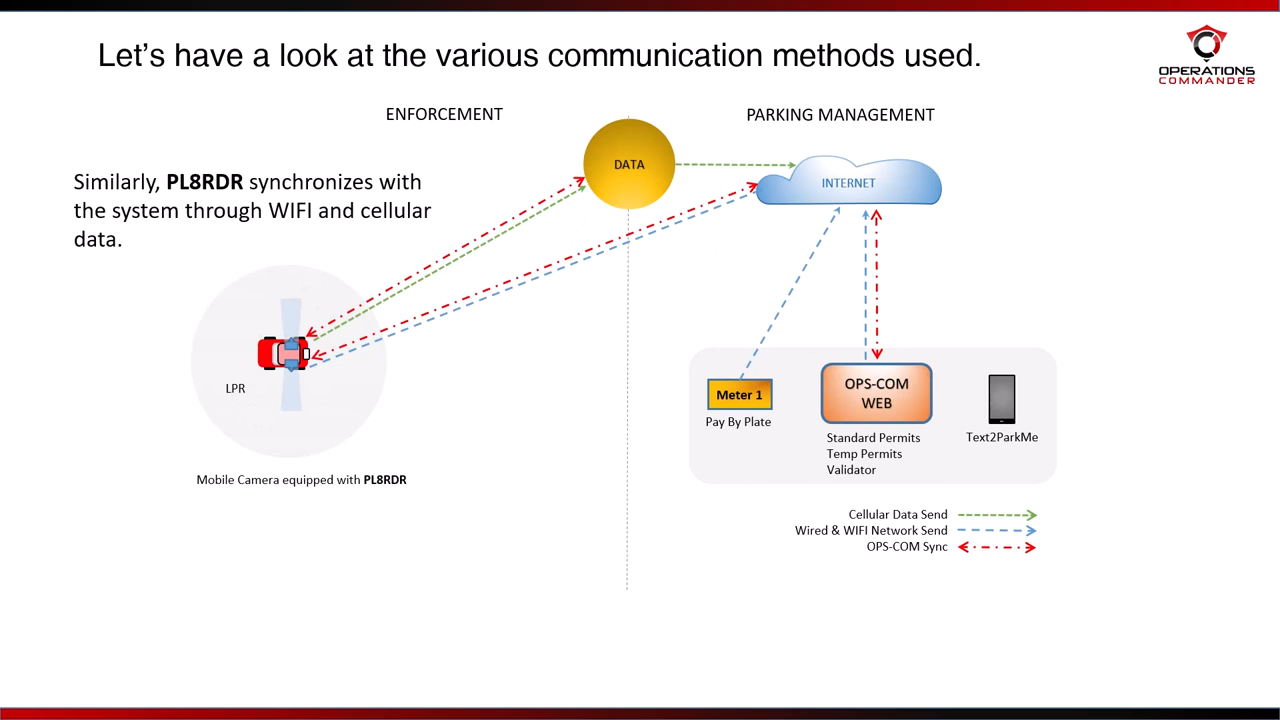 Let's have a look at the various communication methods used.
OPERATIONS
COMMANDER
ENFORCEMENT
PARKING MANAGEMENT
DATA
INTERNET
Similarly, PL8RDR synchronizes with
the system through WIFI and cellular
data.
LPR
Mobile Camera equipped with PL8RDR
Meter 1
Pay By Plate
OPS-COM
WEB
Standard Permits
Temp Permits
Validator
Text2ParkMe
Cellular Data Send
Wired & WIFI Network Send
OPS-COM Sync